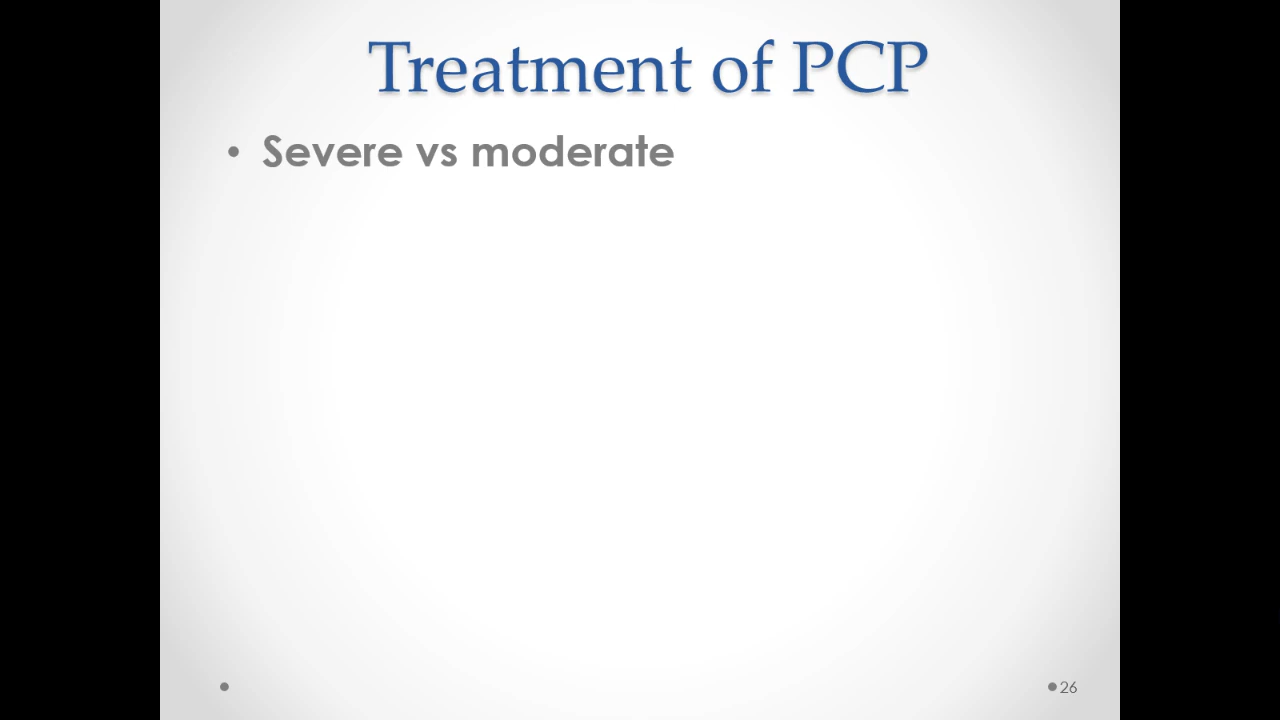 Treatment of PCP
• Severe vs moderate
26